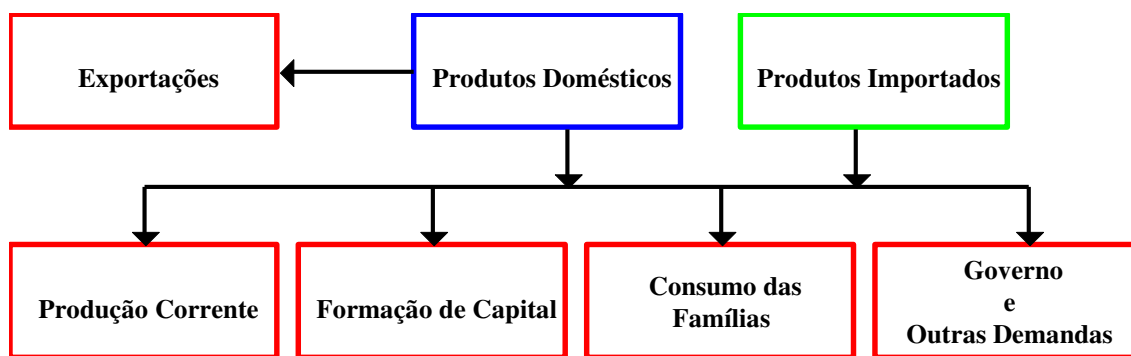 Exportações
Produtos Domésticos
Produtos Importados
Produção Corrente
Formação de Capital
Consumo das
Famílias
Governo
e
Outras Demandas